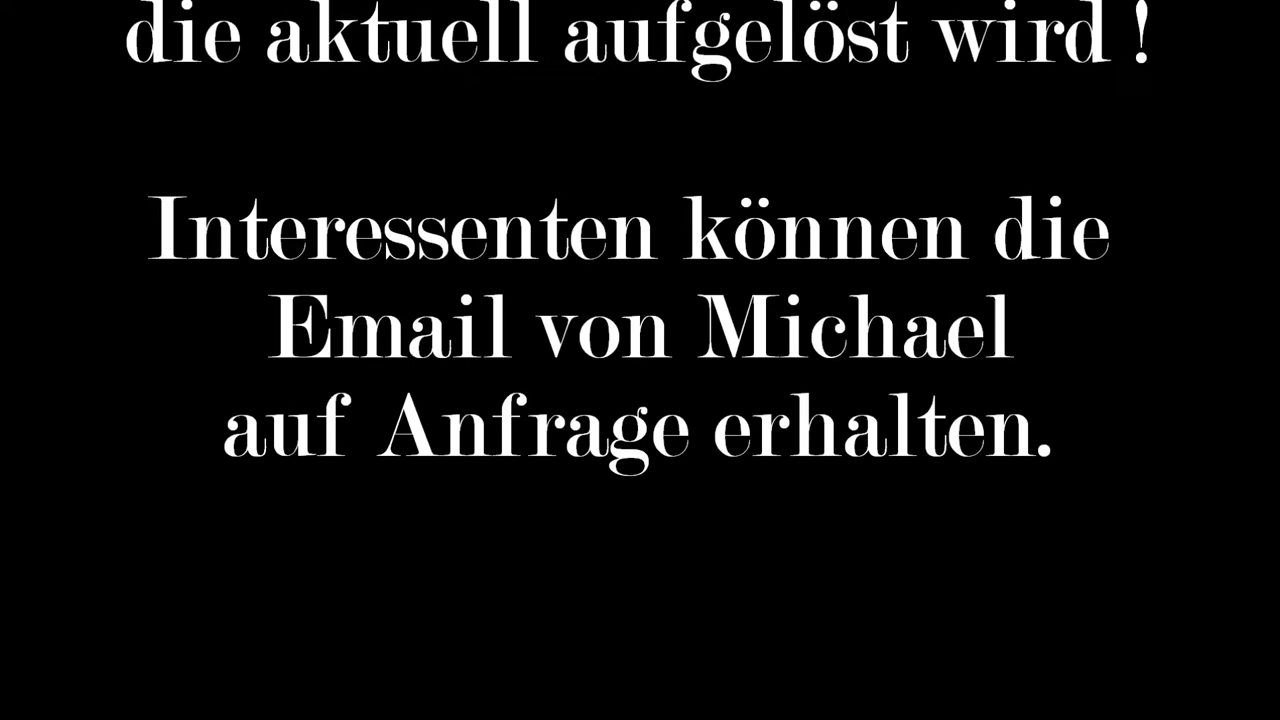 die aktuell aufgelöst wird !
Interessenten können die
Email von Michael
auf Anfrage erhalten.